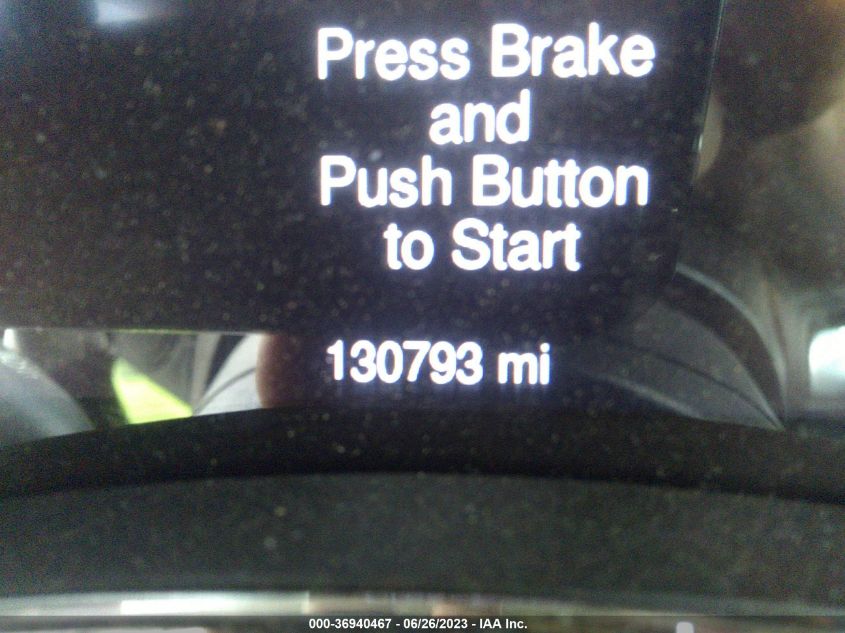 Press Brake
and
Push Button
to Start
130793 mi
000-36940467 - 06/26/2023 - IAA Inc.